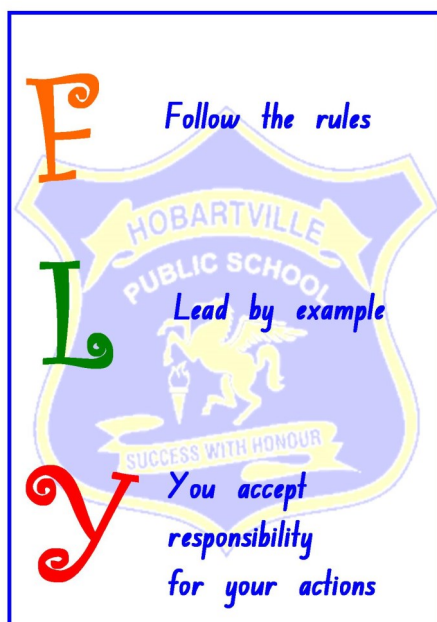 F Follow the rules
HOBARTVILLE
PUBLIC SCHOOL
L Lead by example
SUCCESS WITH HONOUR
Y You accept
responsibility
for your actions